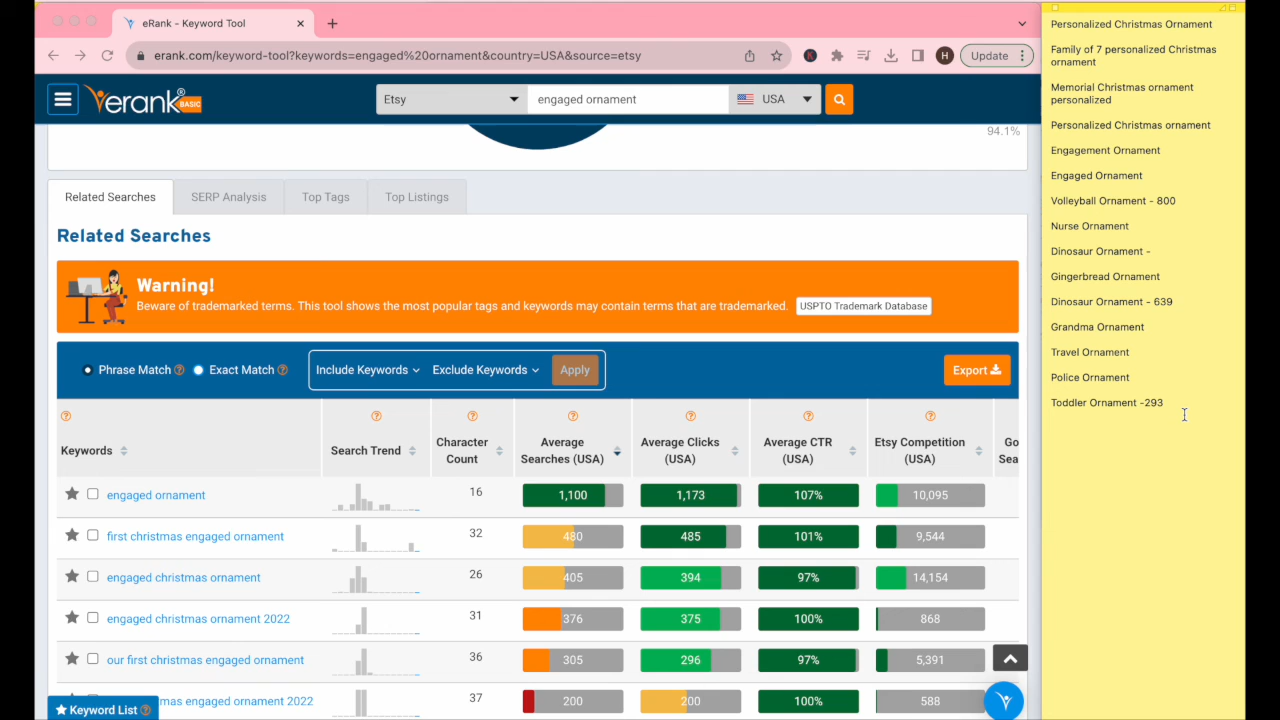 eRank - Keyword Tool
erank.com/keyword-tool?keywords=engaged%20ornament&country=USA&source=etsy
K
H
Update
erank®
BASIC
Etsy
engaged ornament
USA
94.1%
Related Searches
SERP Analysis
Top Tags
Top Listings
Related Searches
Warning!
Beware of trademarked terms. This tool shows the most popular tags and keywords may contain terms that are trademarked.
USPTO Trademark Database
Phrase Match
Exact Match
Include Keywords
Exclude Keywords
Apply
Export
Keywords
Search Trend
Character
Count
Average
Searches (USA)
Average Clicks
(USA)
Average CTR
(USA)
Etsy Competition
(USA)
Go
Sea
engaged ornament 16 1,100 1,173 107% 10,095
first christmas engaged ornament 32 480 485 101% 9,544
engaged christmas ornament 26 405 394 97% 14,154
engaged christmas ornament 2022 31 376 375 100% 868
our first christmas engaged ornament 36 305 296 97% 5,391
mas engaged ornament 2022 37 200 200 100% 588
Keyword List
Personalized Christmas Ornament
Family of 7 personalized Christmas
ornament
Memorial Christmas ornament
personalized
Personalized Christmas ornament
Engagement Ornament
Engaged Ornament
Volleyball Ornament - 800
Nurse Ornament
Dinosaur Ornament -
Gingerbread Ornament
Dinosaur Ornament - 639
Grandma Ornament
Travel Ornament
Police Ornament
Toddler Ornament -293